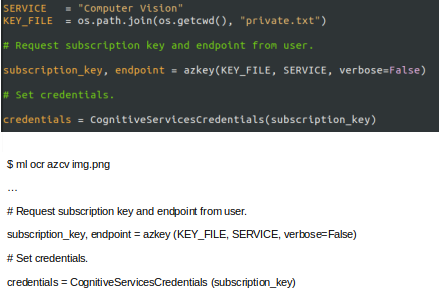 SERVICE = "Computer Vision"
KEY_FILE = os.path.join(os.getcwd(), "private.txt")
# Request subscription key and endpoint from user.
subscription_key, endpoint = azkey(KEY_FILE, SERVICE, verbose=False)
# Set credentials.
credentials = CognitiveServicesCredentials(subscription_key)
$ ml ocr azcv img.png
...
# Request subscription key and endpoint from user.
subscription_key, endpoint = azkey (KEY_FILE, SERVICE, verbose=False)
# Set credentials.
credentials = CognitiveServicesCredentials (subscription_key)